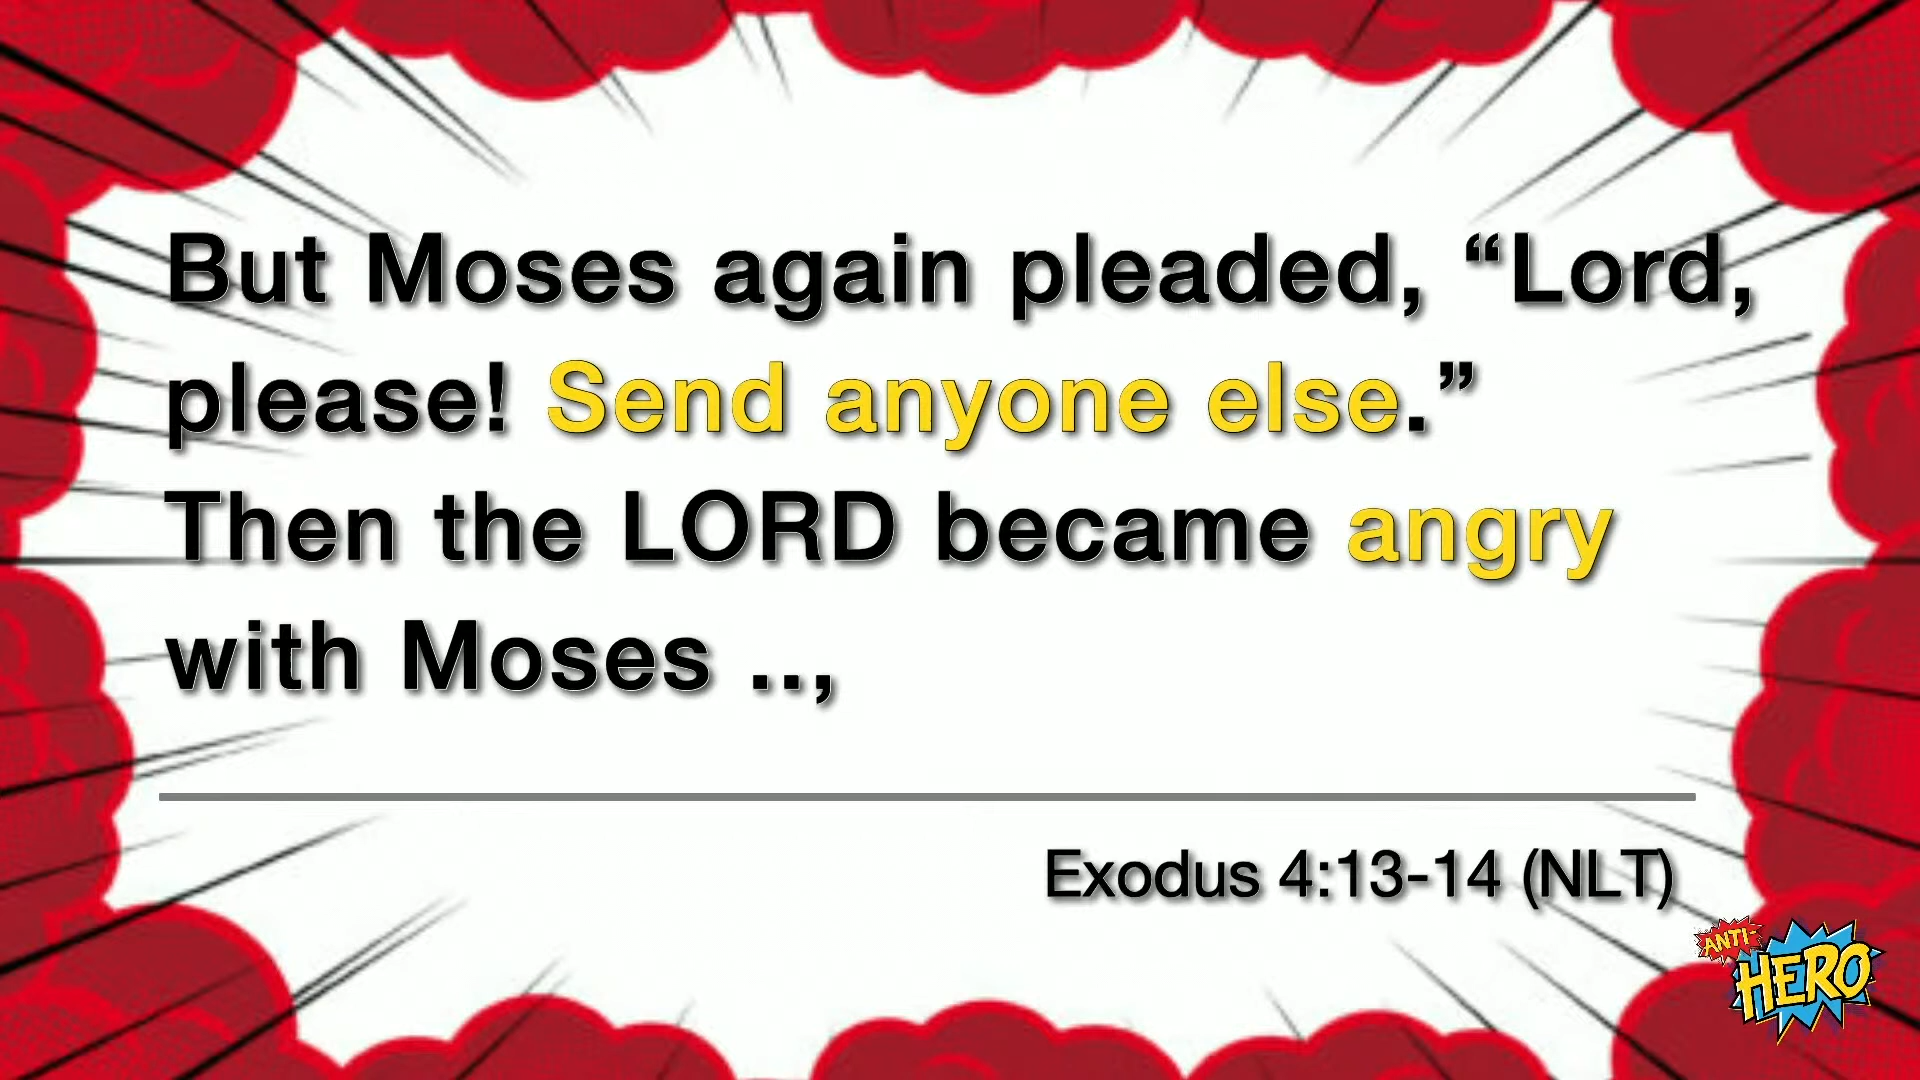 But Moses again pleaded, “Lord,
please! Send anyone else.”
Then the LORD became angry
with Moses ..,
Exodus 4:13-14 (NLT)
ANTI-
HERO